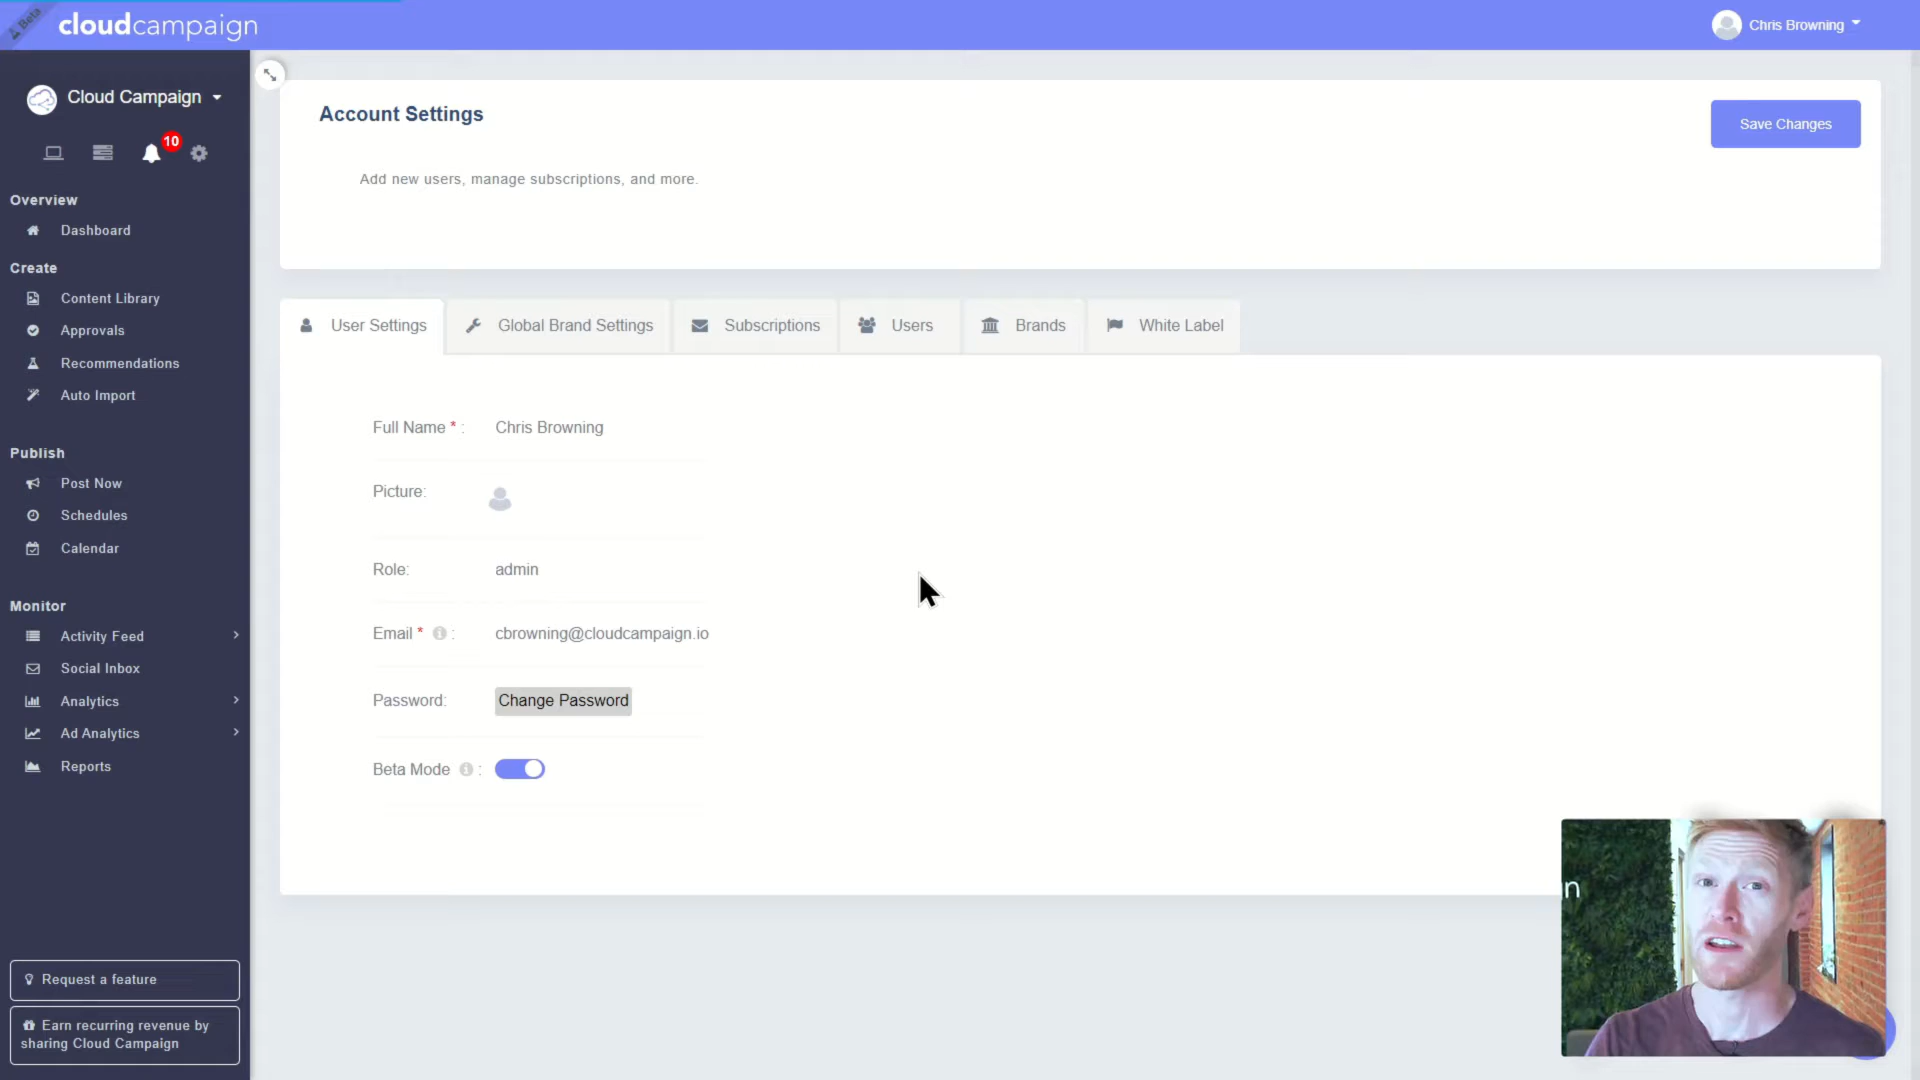 Beta
cloudcampaign
Chris Browning
Cloud Campaign
10
Overview
Dashboard
Create
Content Library
Approvals
Recommendations
Auto Import
Publish
Post Now
Schedules
Calendar
Monitor
Activity Feed
Social Inbox
Analytics
Ad Analytics
Reports
Request a feature
Earn recurring revenue by
sharing Cloud Campaign
Account Settings
Save Changes
Add new users, manage subscriptions, and more.
User Settings
Global Brand Settings
Subscriptions
Users
Brands
White Label
Full Name * : Chris Browning
Picture:
Role: admin
Email * : cbrowning@cloudcampaign.io
Password: Change Password
Beta Mode :
n